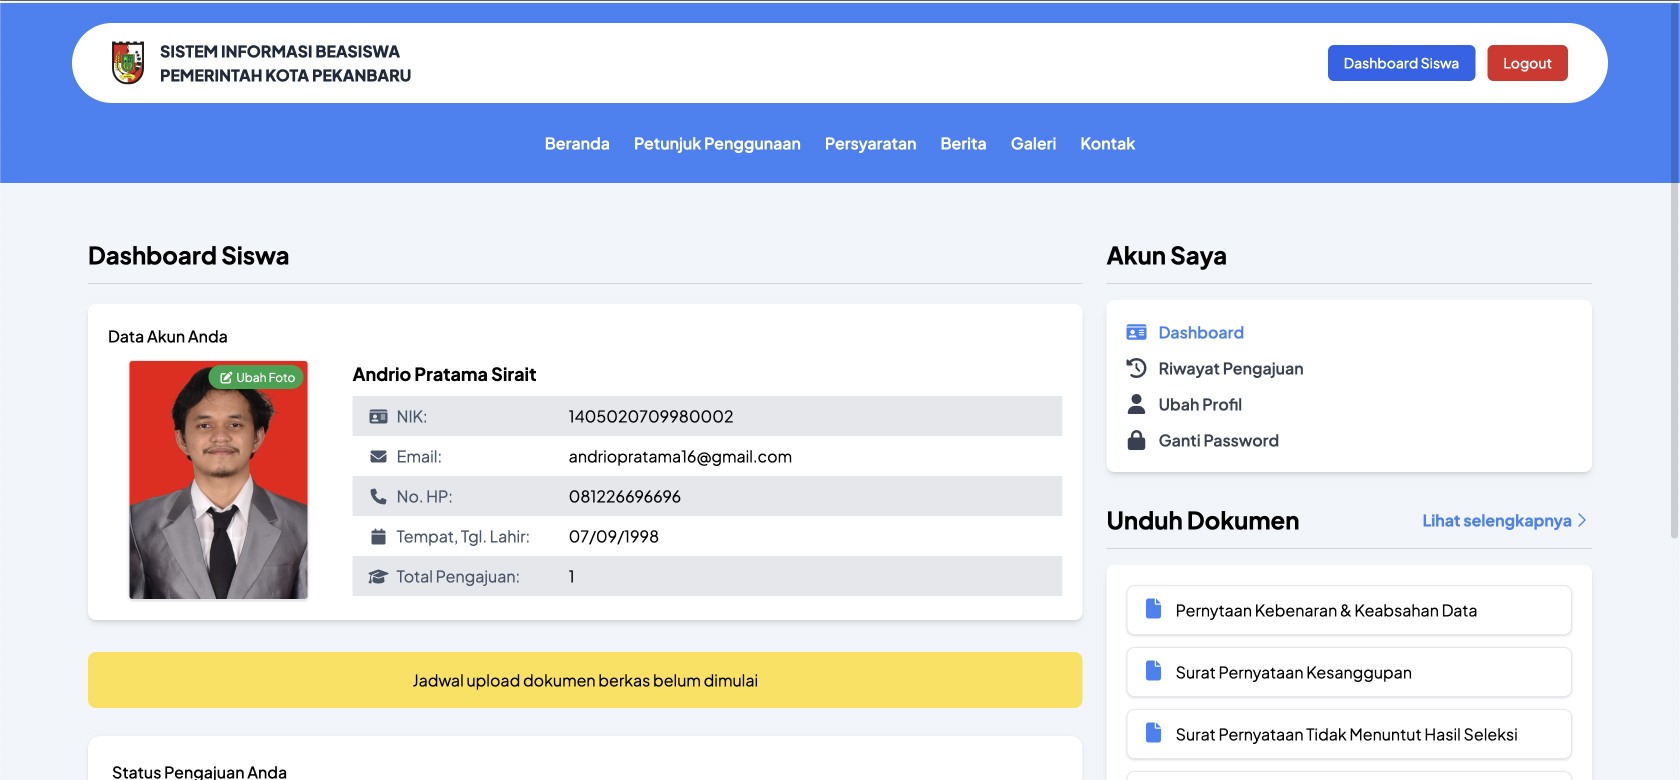 SISTEM INFORMASI BEASISWA
PEMERINTAH KOTA PEKANBARU
Dashboard Siswa
Logout
Beranda
Petunjuk Penggunaan
Persyaratan
Berita
Galeri
Kontak
Dashboard Siswa
Data Akun Anda
Ubah Foto
Andrio Pratama Sirait
NIK: 1405020709980002
Email: andriopratama16@gmail.com
No. HP: 081226696696
Tempat, Tgl. Lahir: 07/09/1998
Total Pengajuan: 1
Jadwal upload dokumen berkas belum dimulai
Status Pengajuan Anda
Akun Saya
Dashboard
Riwayat Pengajuan
Ubah Profil
Ganti Password
Unduh Dokumen
Lihat selengkapnya
Pernytaan Kebenaran & Keabsahan Data
Surat Pernyataan Kesanggupan
Surat Pernyataan Tidak Menuntut Hasil Seleksi